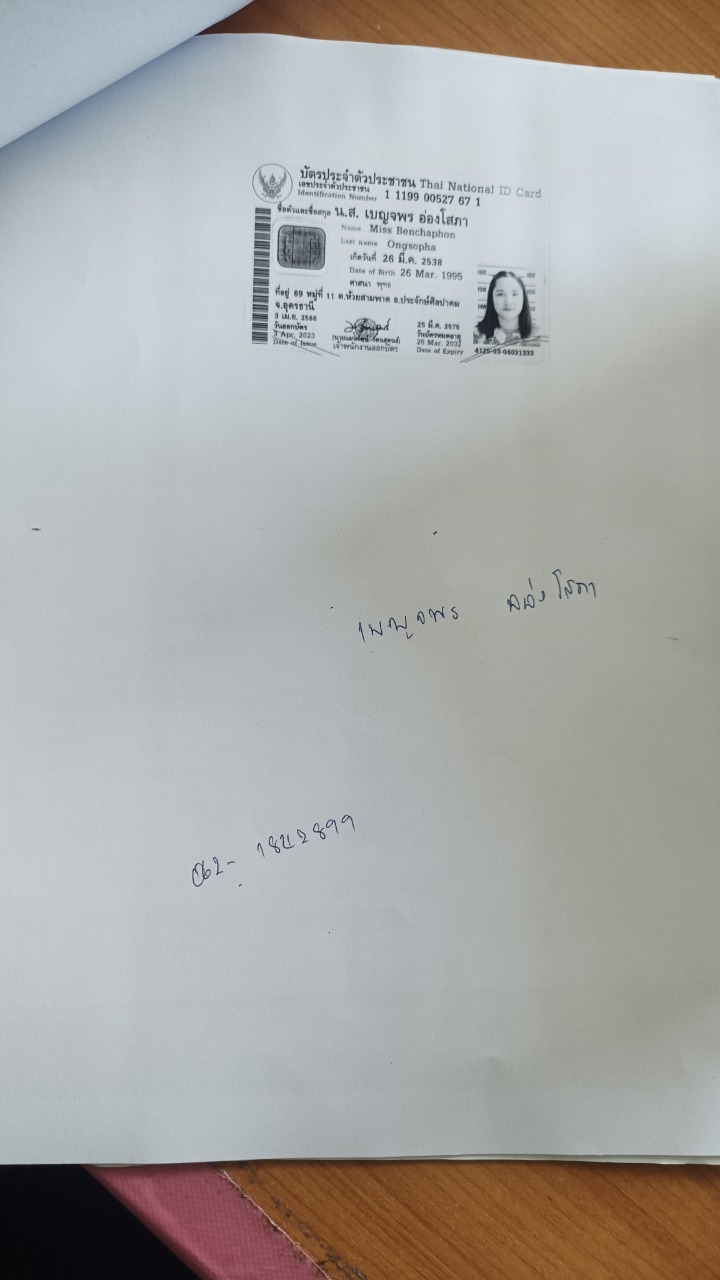 บัตรประจำตัวประชาชน Thai National ID Card
เลขประจำตัวประชาชน
Identification Number 1 1199 00527 67 1
ชื่อตัวและชื่อสกุล น.ส. เบญจพร อ่องโสภา
Name Miss Benchaphon
Last name Ongsopha
เกิดวันที่ 26 มี.ค. 2538
Date of Birth 26 Mar. 1995
ศาสนา พุทธ
ที่อยู่ 69 หมู่ที่ 11 ต.ห้วยสามพาด อ.ประจักษ์ศิลปาคม
จ.อุดรธานี
3 เม.ย. 2566
วันออกบัตร
3 Apr. 2023
Date of Issue
เจ้าพนักงานออกบัตร
25 มี.ค. 2575
วันบัตรหมดอายุ
25 Mar. 2032
Date of Expiry
4125-03-04031333
เบญจพร อ่องโสภา
062-1842899